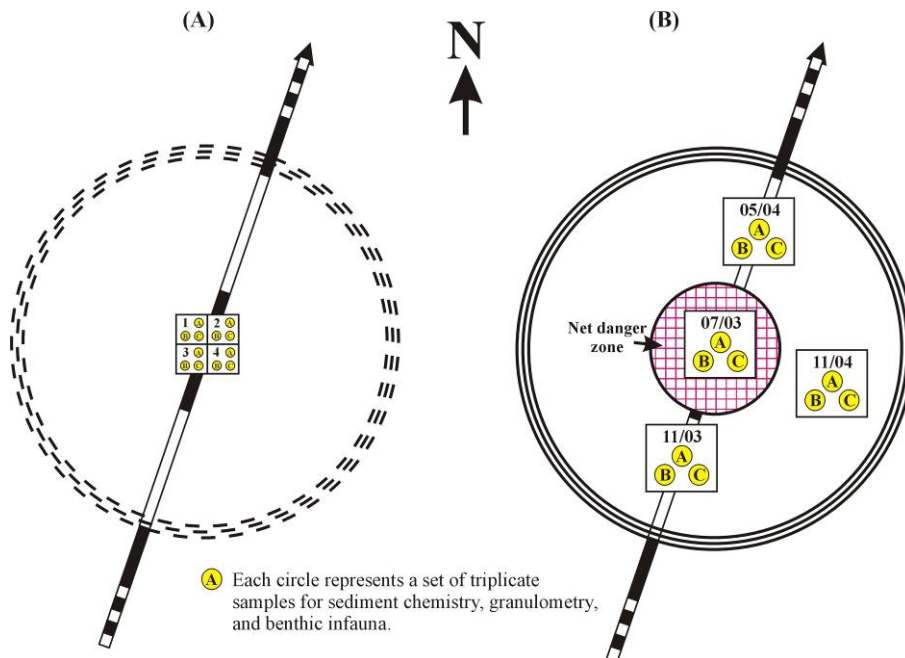 (A)
N
(B)
1 A
B C
2 A
B C
3 A
B C
4 A
B C
05/04
A
B C
Net danger
zone
07/03
A
B C
11/04
A
B C
11/03
A
B C
A Each circle represents a set of triplicate
samples for sediment chemistry, granulometry,
and benthic infauna.